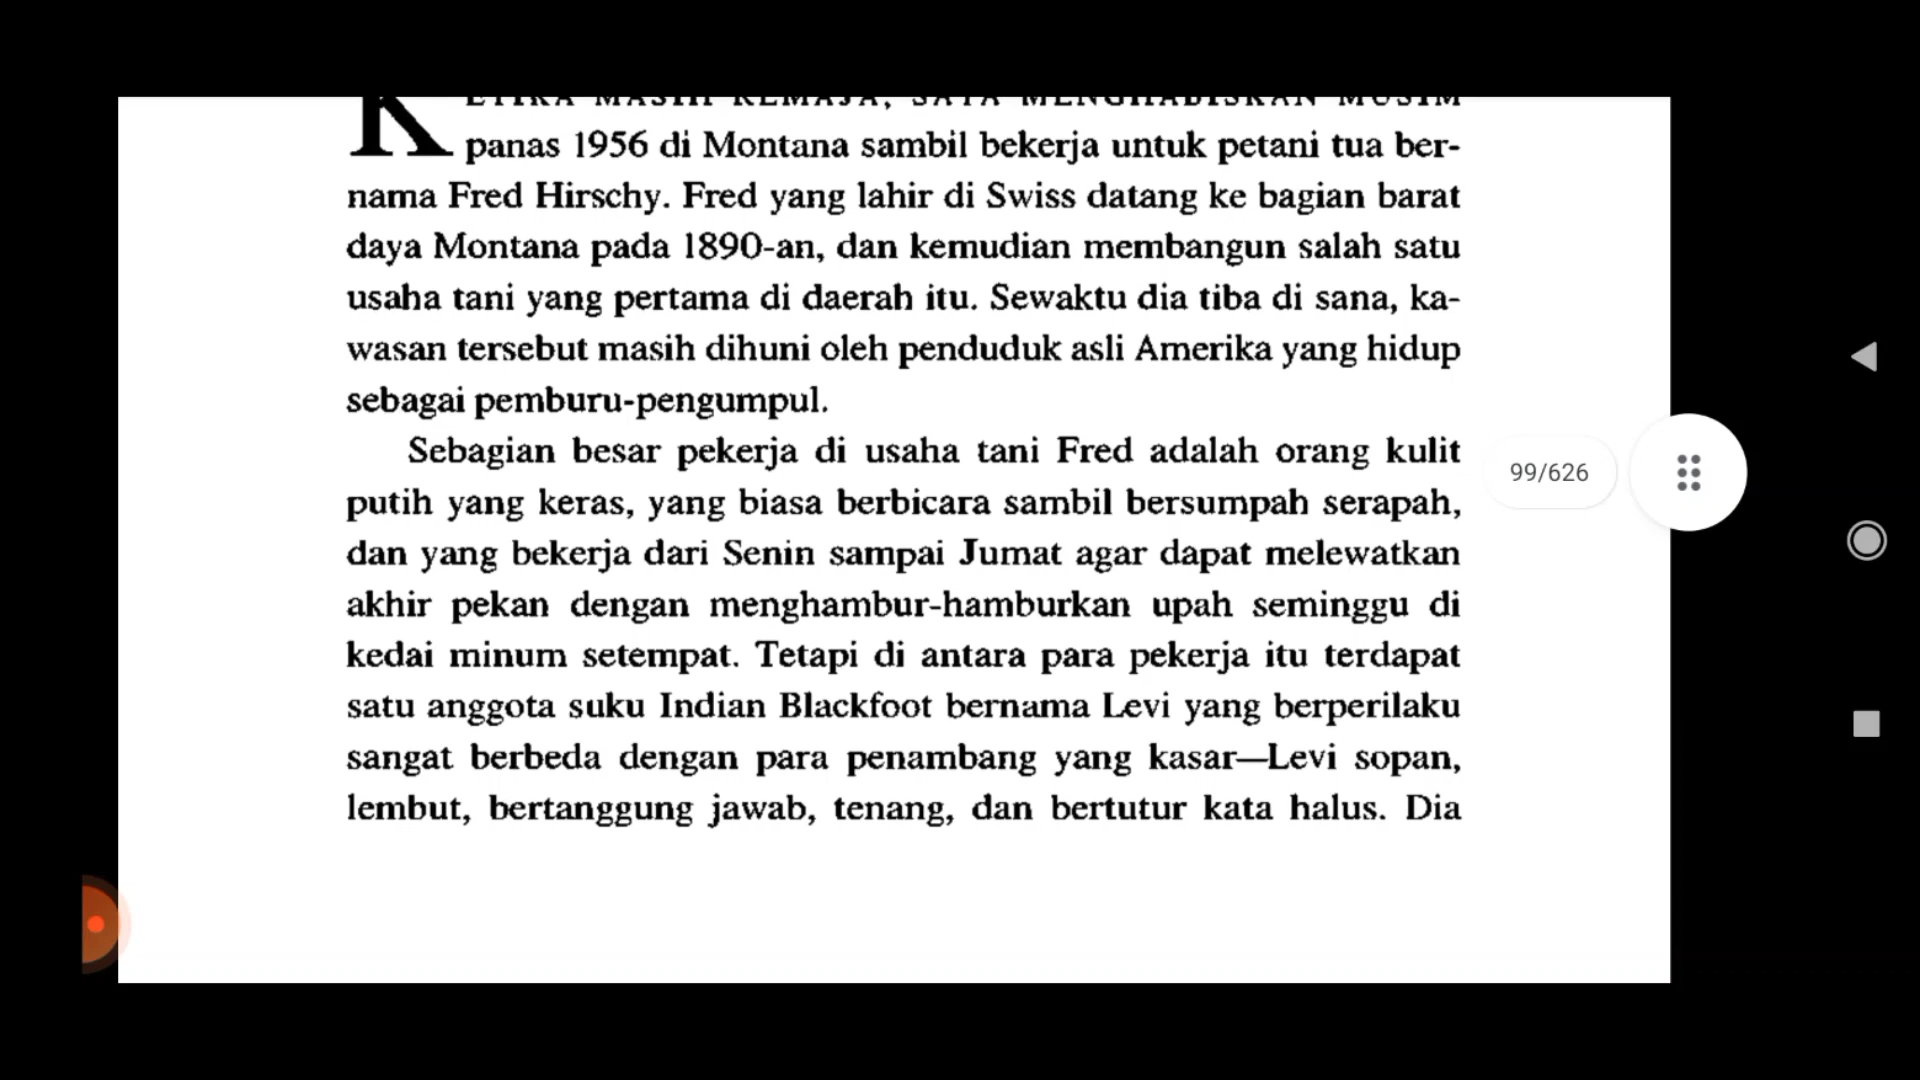 KETIKA MASIH REMAJA, SAYA MENGHABISKAN MUSIM
panas 1956 di Montana sambil bekerja untuk petani tua ber-
nama Fred Hirschy. Fred yang lahir di Swiss datang ke bagian barat
daya Montana pada 1890-an, dan kemudian membangun salah satu
usaha tani yang pertama di daerah itu. Sewaktu dia tiba di sana, ka-
wasan tersebut masih dihuni oleh penduduk asli Amerika yang hidup
sebagai pemburu-pengumpul.
Sebagian besar pekerja di usaha tani Fred adalah orang kulit
putih yang keras, yang biasa berbicara sambil bersumpah serapah,
dan yang bekerja dari Senin sampai Jumat agar dapat melewatkan
akhir pekan dengan menghambur-hamburkan upah seminggu di
kedai minum setempat. Tetapi di antara para pekerja itu terdapat
satu anggota suku Indian Blackfoot bernama Levi yang berperilaku
sangat berbeda dengan para penambang yang kasar—Levi sopan,
lembut, bertanggung jawab, tenang, dan bertutur kata halus. Dia
99/626